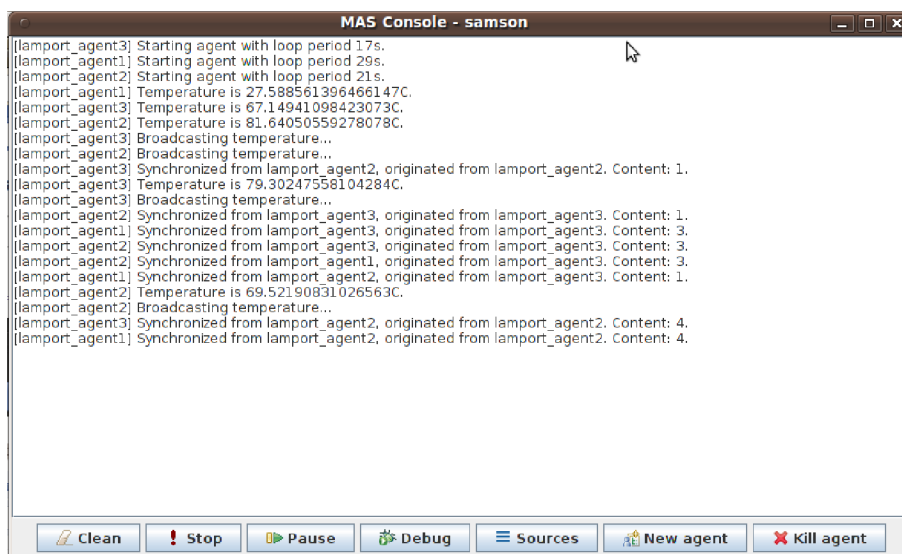 MAS Console - samson
[lamport_agent3] Starting agent with loop period 17s.
[lamport_agent1] Starting agent with loop period 29s.
[lamport_agent2] Starting agent with loop period 21s.
[lamport_agent1] Temperature is 27.588561396466147C.
[lamport_agent3] Temperature is 67.14941098423073C.
[lamport_agent2] Temperature is 81.64050559278078C.
[lamport_agent3] Broadcasting temperature...
[lamport_agent2] Broadcasting temperature...
[lamport_agent3] Synchronized from lamport_agent2, originated from lamport_agent2. Content: 1.
[lamport_agent3] Temperature is 79.30247558104284C.
[lamport_agent3] Broadcasting temperature...
[lamport_agent2] Synchronized from lamport_agent3, originated from lamport_agent3. Content: 1.
[lamport_agent1] Synchronized from lamport_agent3, originated from lamport_agent3. Content: 3.
[lamport_agent2] Synchronized from lamport_agent3, originated from lamport_agent3. Content: 3.
[lamport_agent2] Synchronized from lamport_agent1, originated from lamport_agent3. Content: 3.
[lamport_agent1] Synchronized from lamport_agent2, originated from lamport_agent3. Content: 1.
[lamport_agent2] Temperature is 69.52190831026563C.
[lamport_agent2] Broadcasting temperature...
[lamport_agent3] Synchronized from lamport_agent2, originated from lamport_agent2. Content: 4.
[lamport_agent1] Synchronized from lamport_agent2, originated from lamport_agent2. Content: 4.
Clean Stop Pause Debug Sources New agent Kill agent